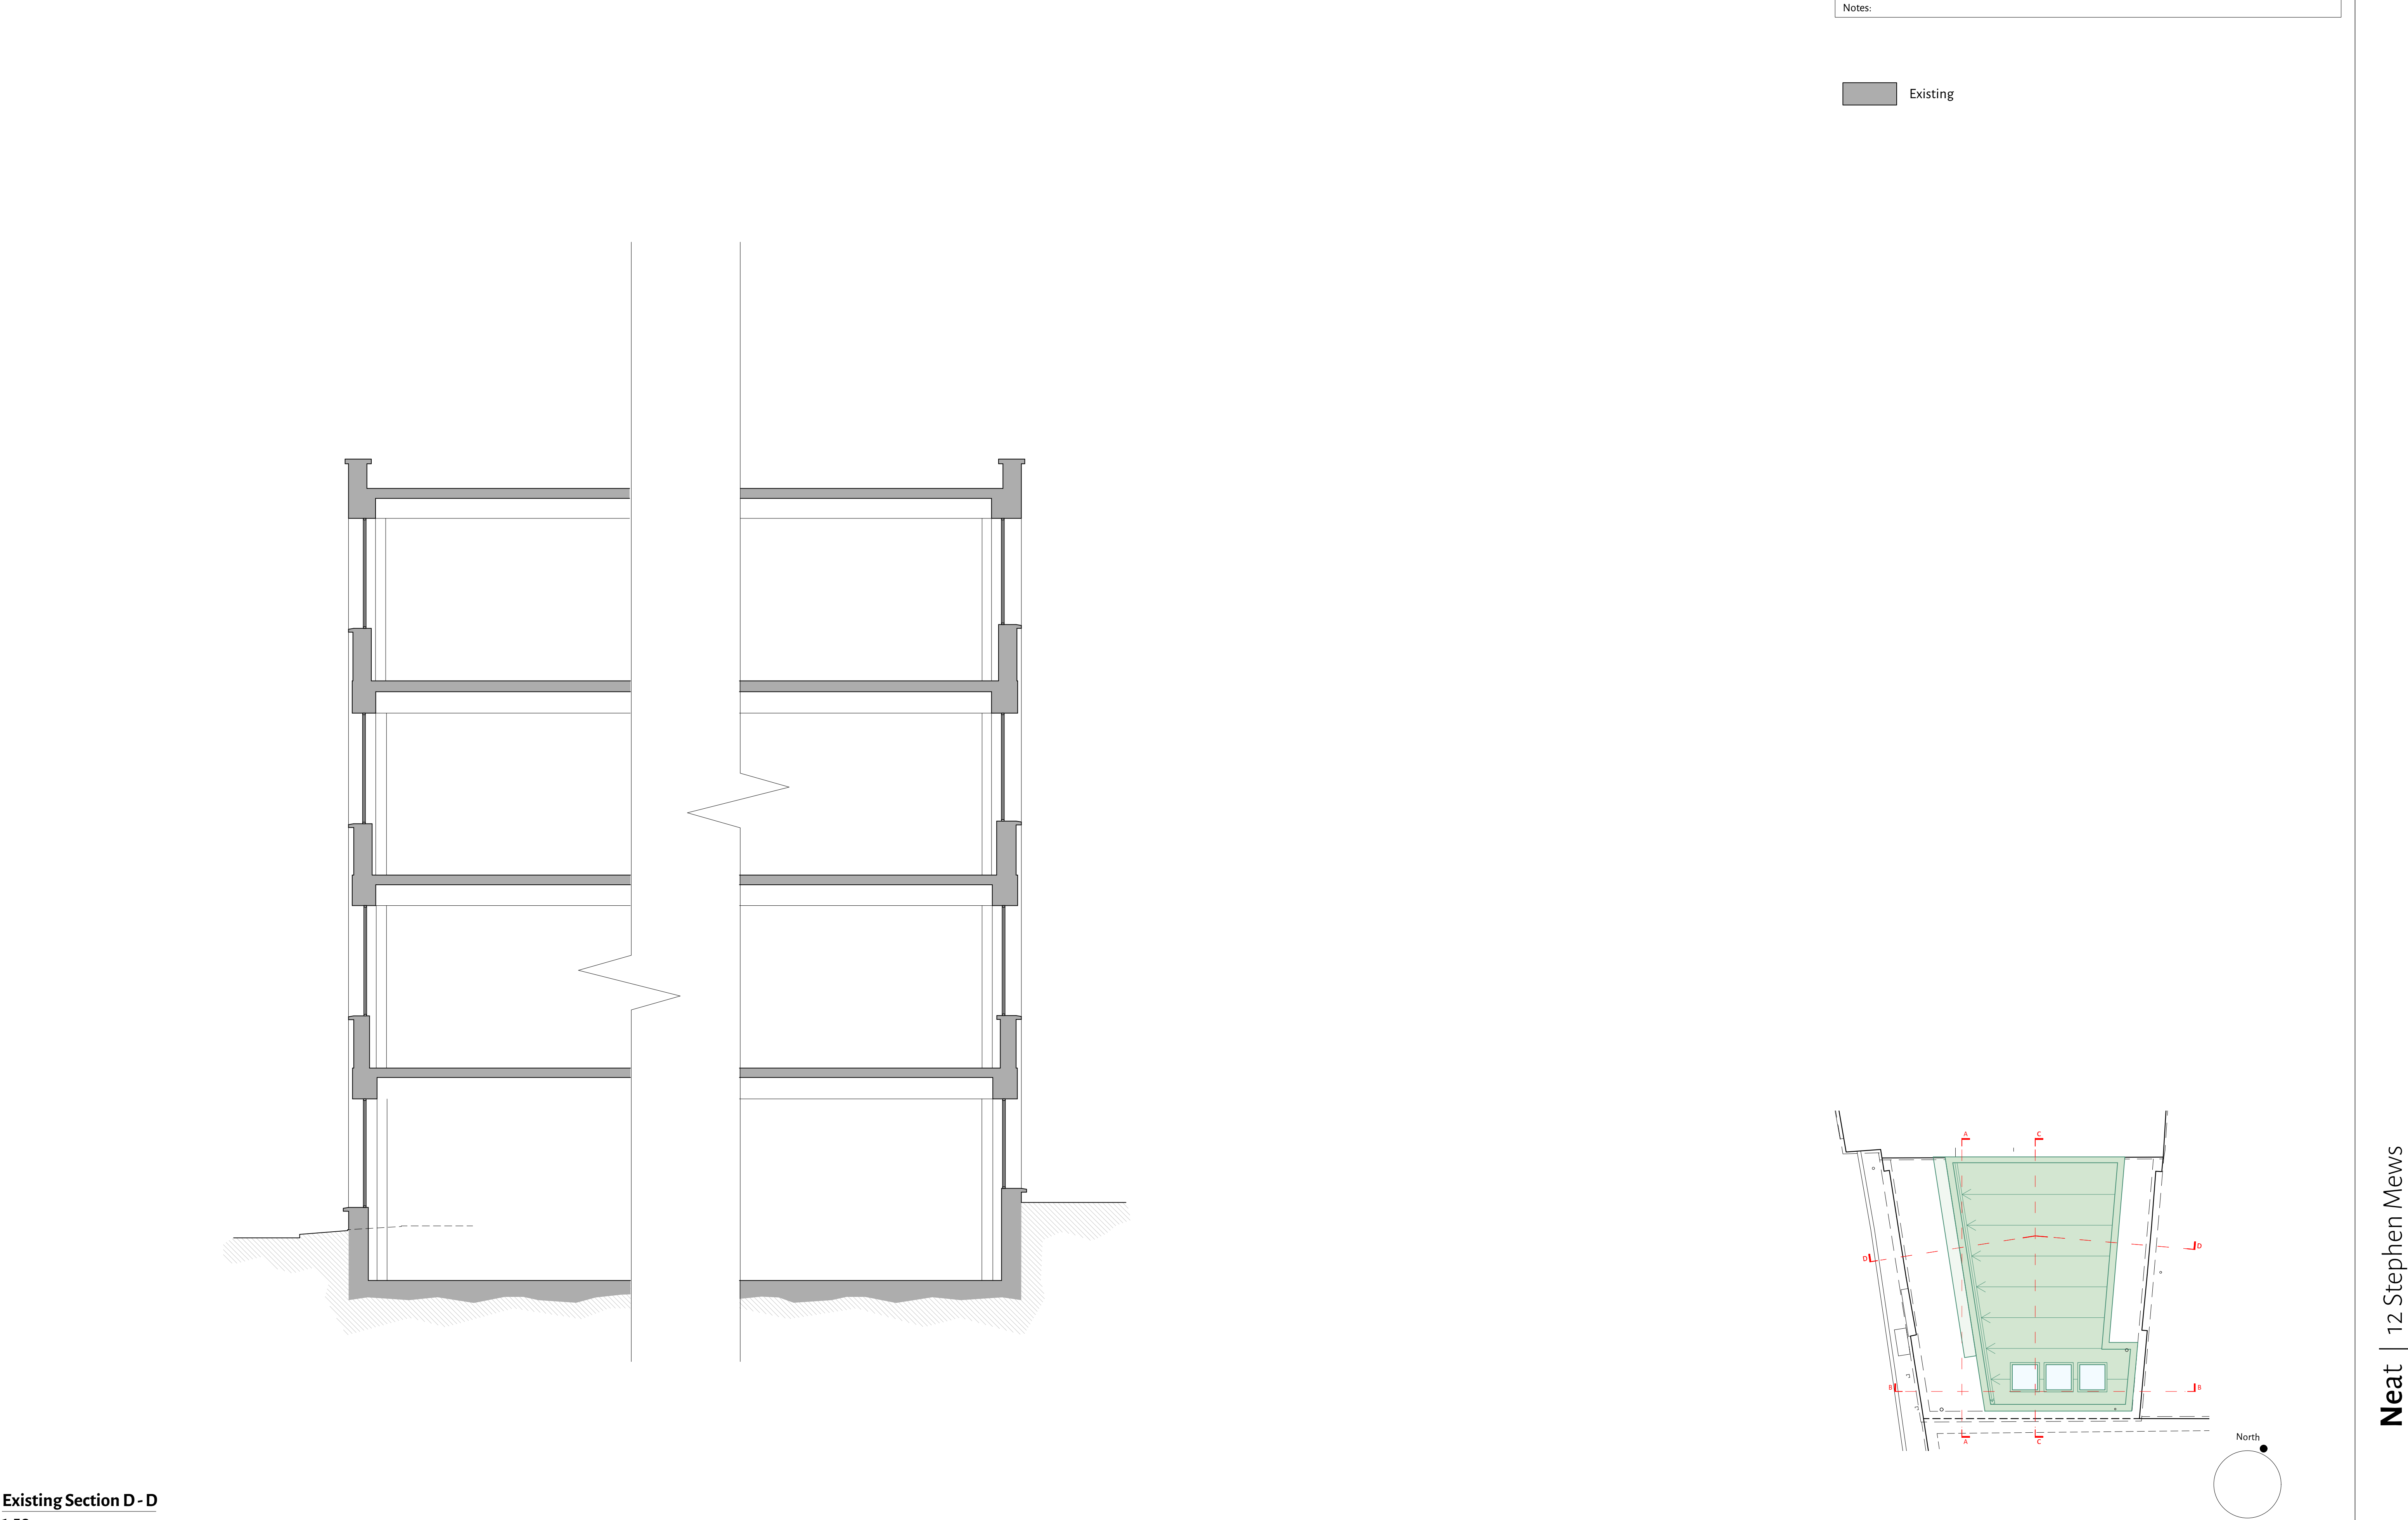 Notes:
Existing
A
C
D
D
B
B
A
C
North
Existing Section D - D
Neat | 12 Stephen Mews